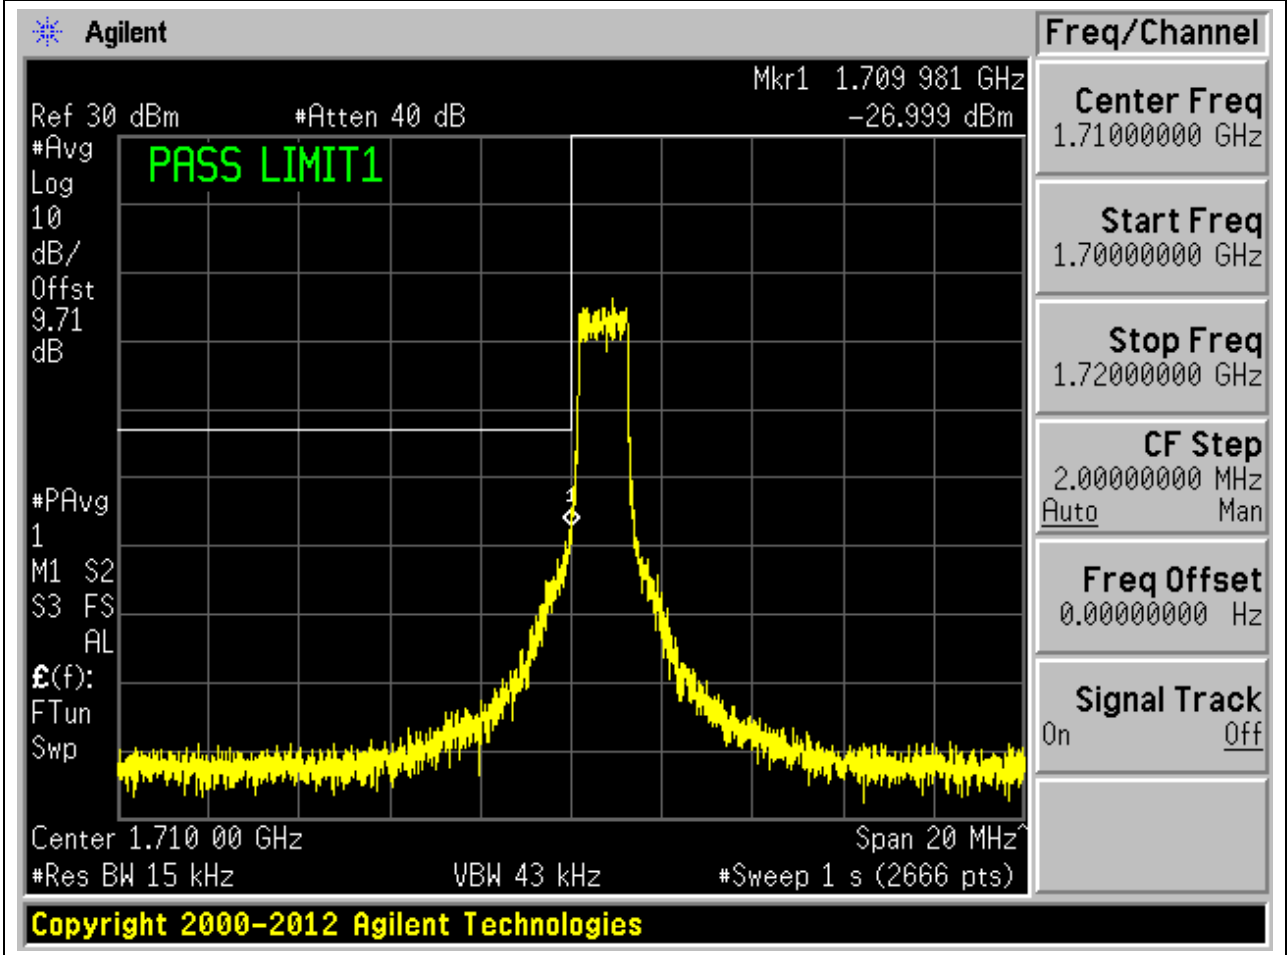 Agilent
Freq/Channel
Mkr1 1.709 981 GHz
Ref 30 dBm #Atten 40 dB -26.999 dBm
#Avg
Log
10
dB/
Offst
9.71
dB
PASS LIMIT1
#PAvg
1
M1 S2
S3 FS
AL
£(f):
FTun
Swp
1
Center 1.710 00 GHz Span 20 MHz^
#Res BW 15 kHz VBW 43 kHz #Sweep 1 s (2666 pts)
Center Freq
1.71000000 GHz
Start Freq
1.70000000 GHz
Stop Freq
1.72000000 GHz
CF Step
2.00000000 MHz
Auto Man
Freq Offset
0.00000000 Hz
Signal Track
On Off
Copyright 2000-2012 Agilent Technologies